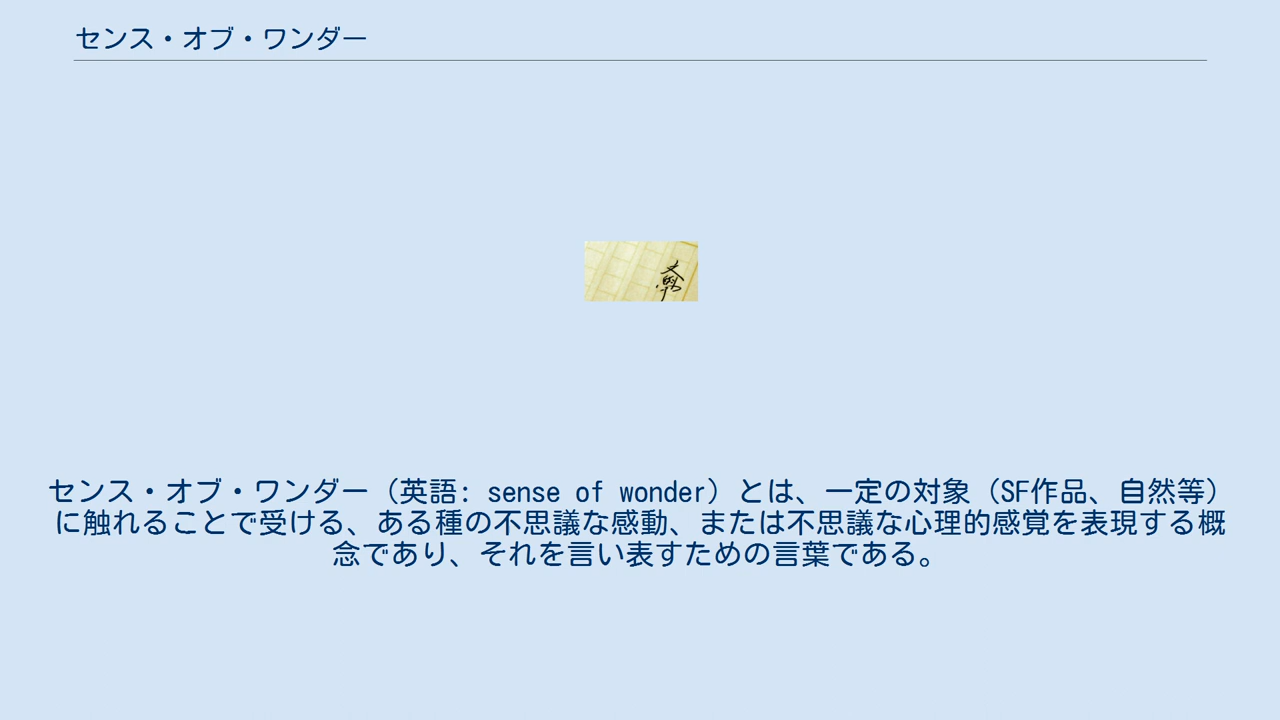 センス・オブ・ワンダー
センス・オブ・ワンダー（英語: sense of wonder）とは、一定の対象（SF作品、自然等）
に触れることで受ける、ある種の不思議な感動、または不思議な心理的感覚を表現する概
念であり、それを言い表すための言葉である。